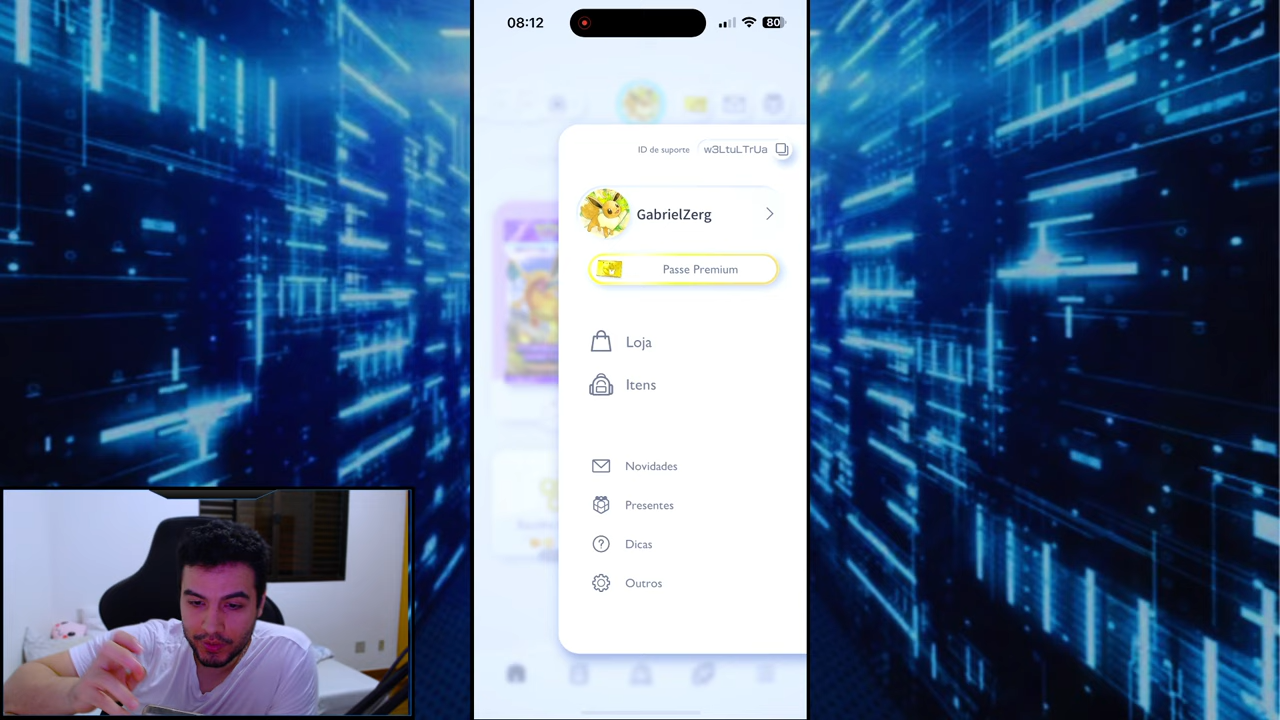 08:12
80
ID de suporte w3LtuLTrUa
GabrielZerg
Passe Premium
Loja
Itens
Novidades
Presentes
Dicas
Outros